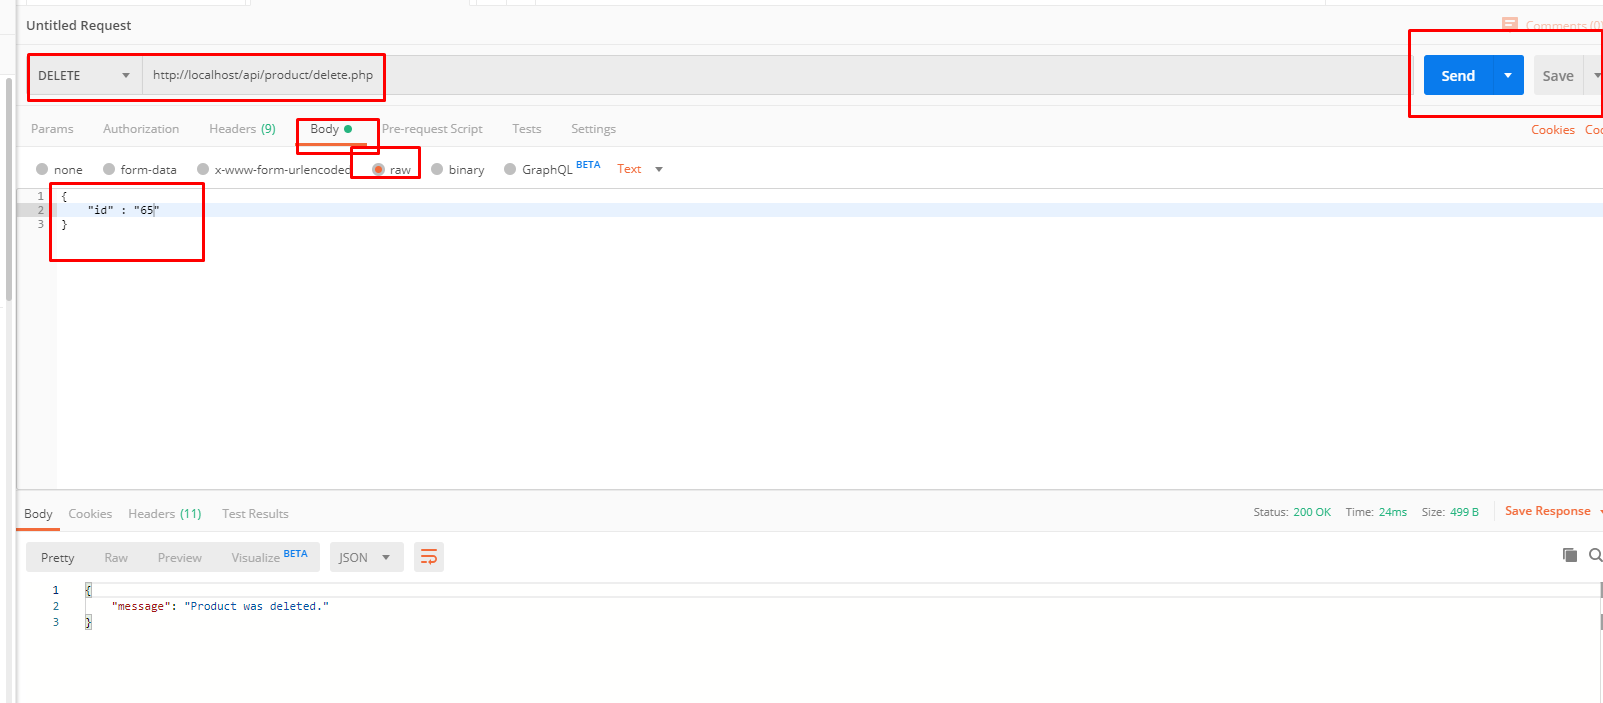 Untitled Request
Comments (0)
DELETE http://localhost/api/product/delete.php Send Save
Params Authorization Headers (9) Body Pre-request Script Tests Settings Cookies Coo
none form-data x-www-form-urlencoded raw binary GraphQL BETA Text
1 {
2 "id" : "65"
3 }
Body Cookies Headers (11) Test Results Status: 200 OK Time: 24ms Size: 499 B Save Response
Pretty Raw Preview Visualize BETA JSON
1 {
2 "message": "Product was deleted."
3 }